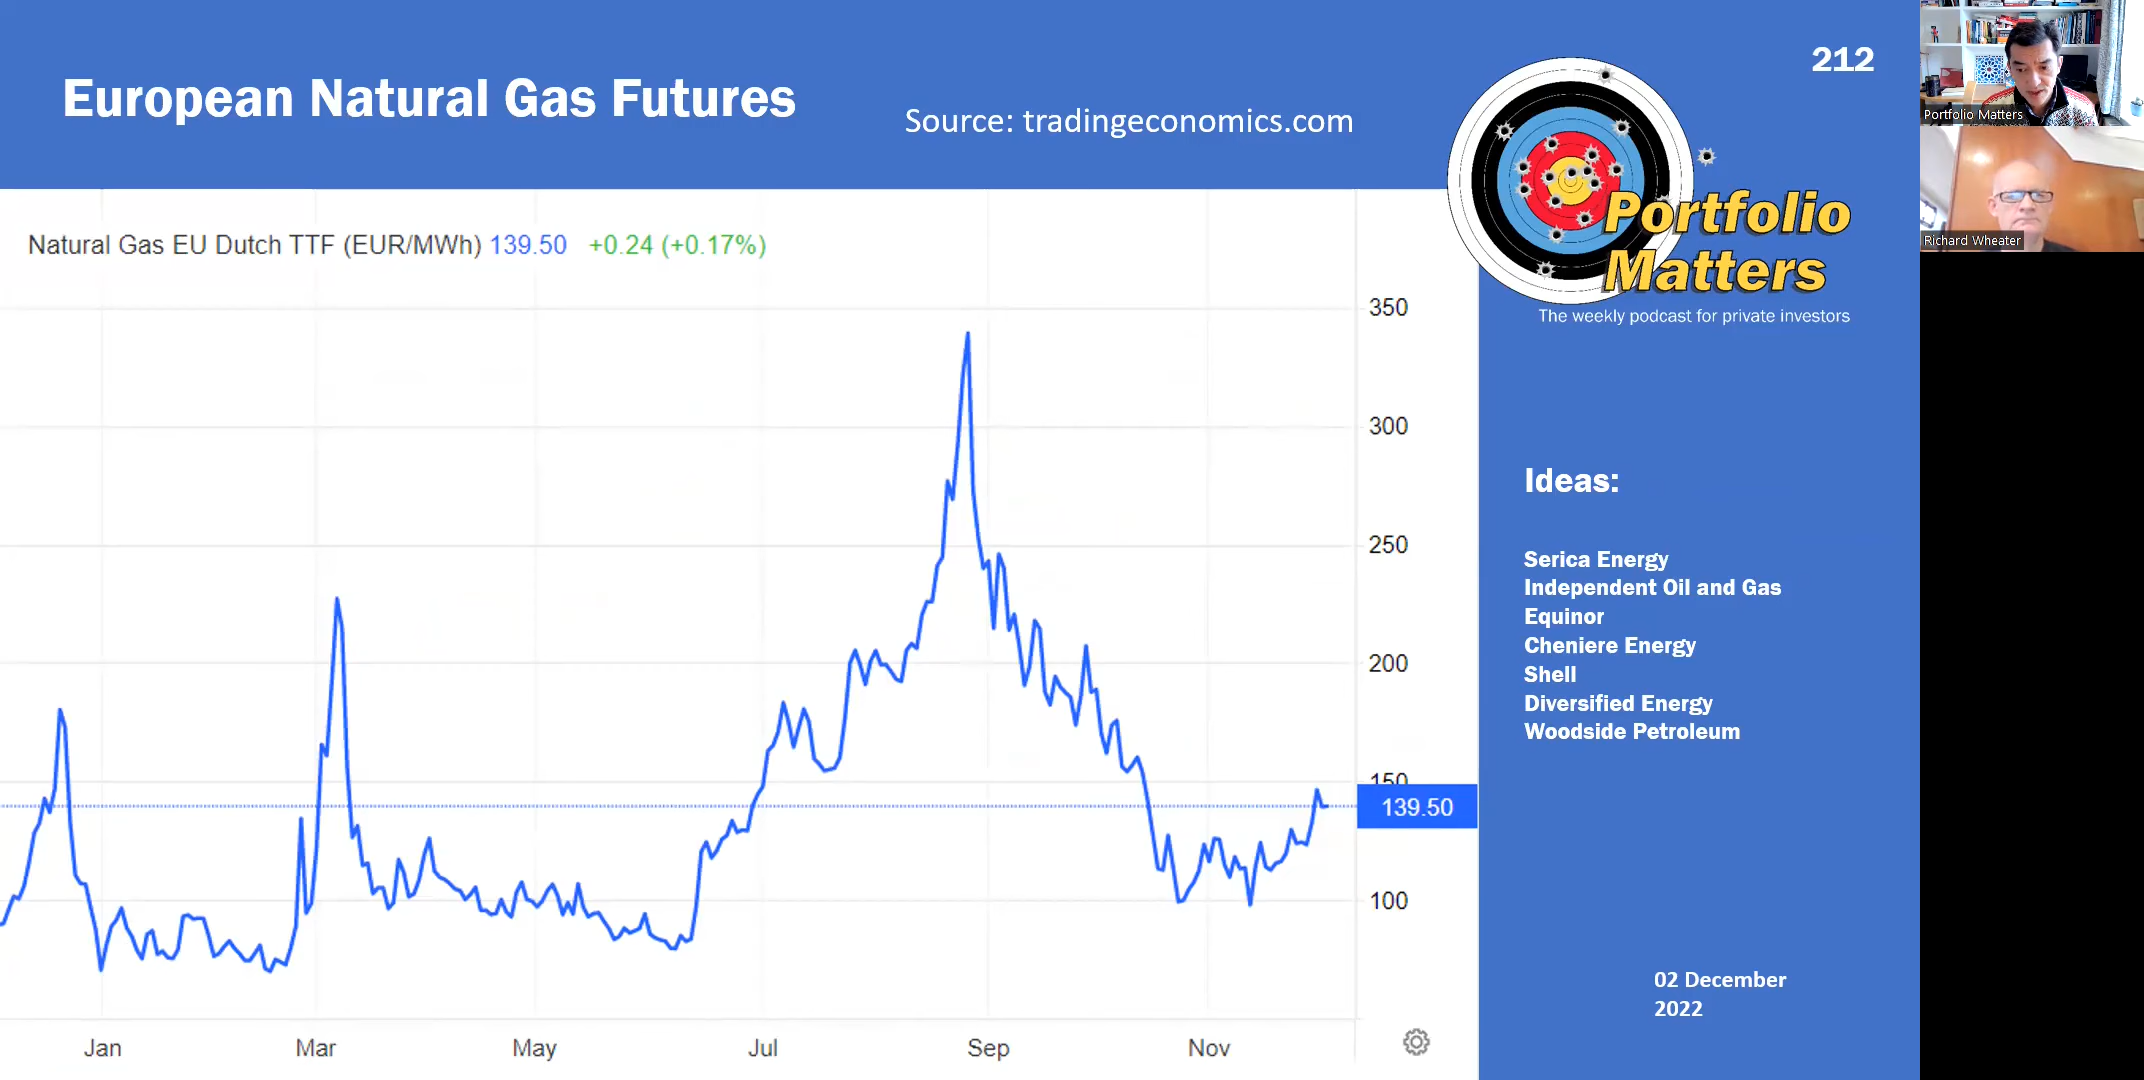 European Natural Gas Futures
Source: tradingeconomics.com
212
Portfolio Matters
Richard Wheater
Portfolio
Matters
The weekly podcast for private investors
Natural Gas EU Dutch TTF (EUR/MWh) 139.50 +0.24 (+0.17%)
350
300
250
200
150
139.50
100
Jan Mar May Jul Sep Nov
Ideas:
Serica Energy
Independent Oil and Gas
Equinor
Cheniere Energy
Shell
Diversified Energy
Woodside Petroleum
02 December
2022